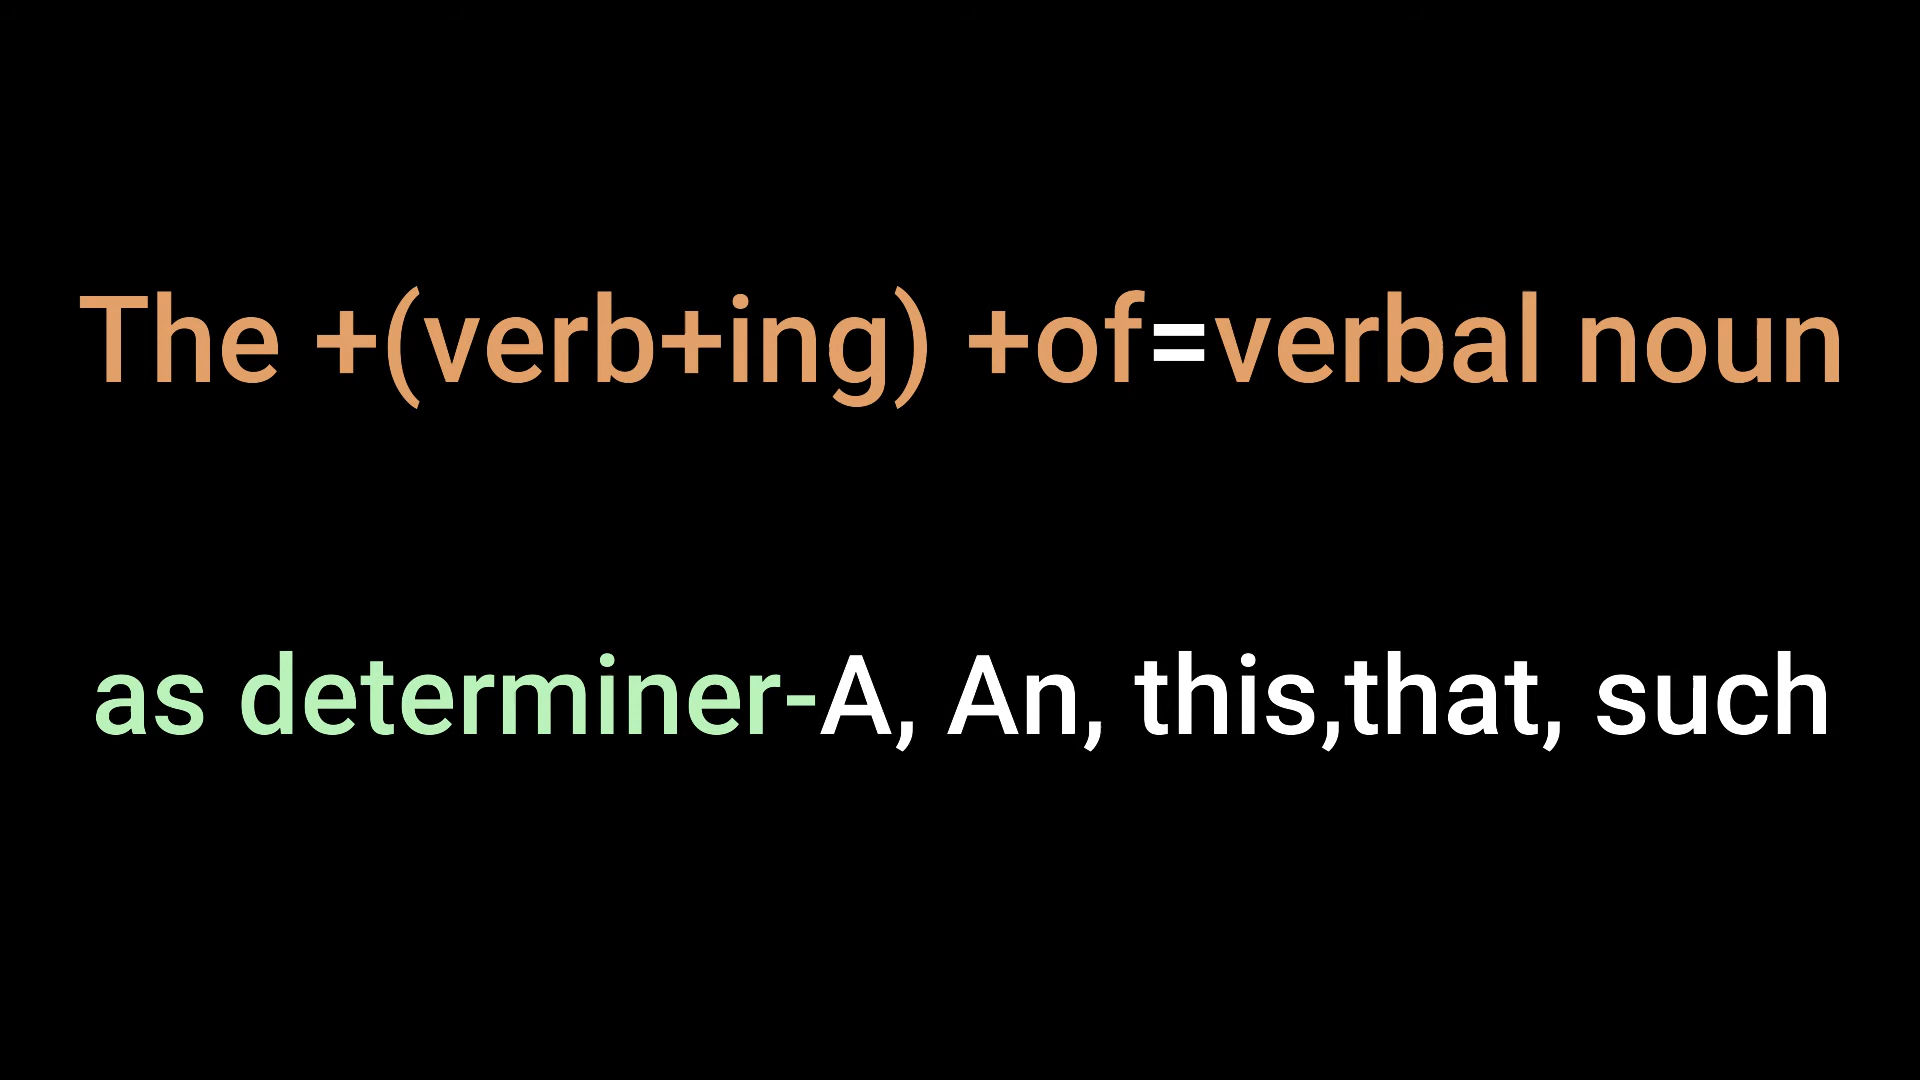 The +(verb+ing) +of=verbal noun
as determiner-A, An, this,that, such